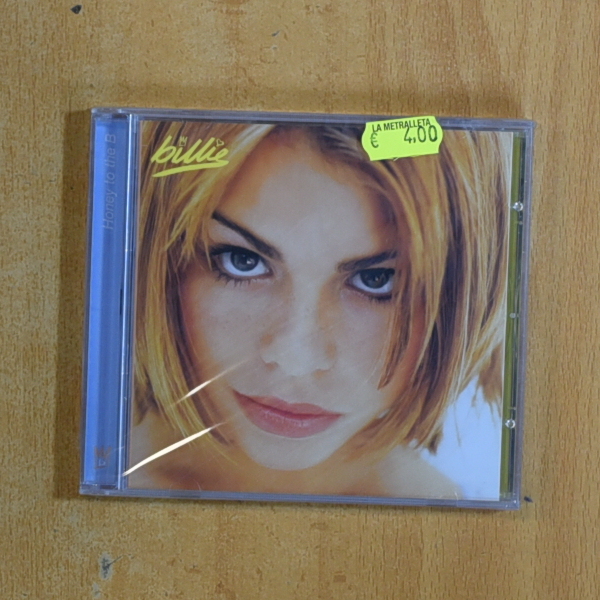 billie
LA METRALLETA
€ 4,00
Honey to the B